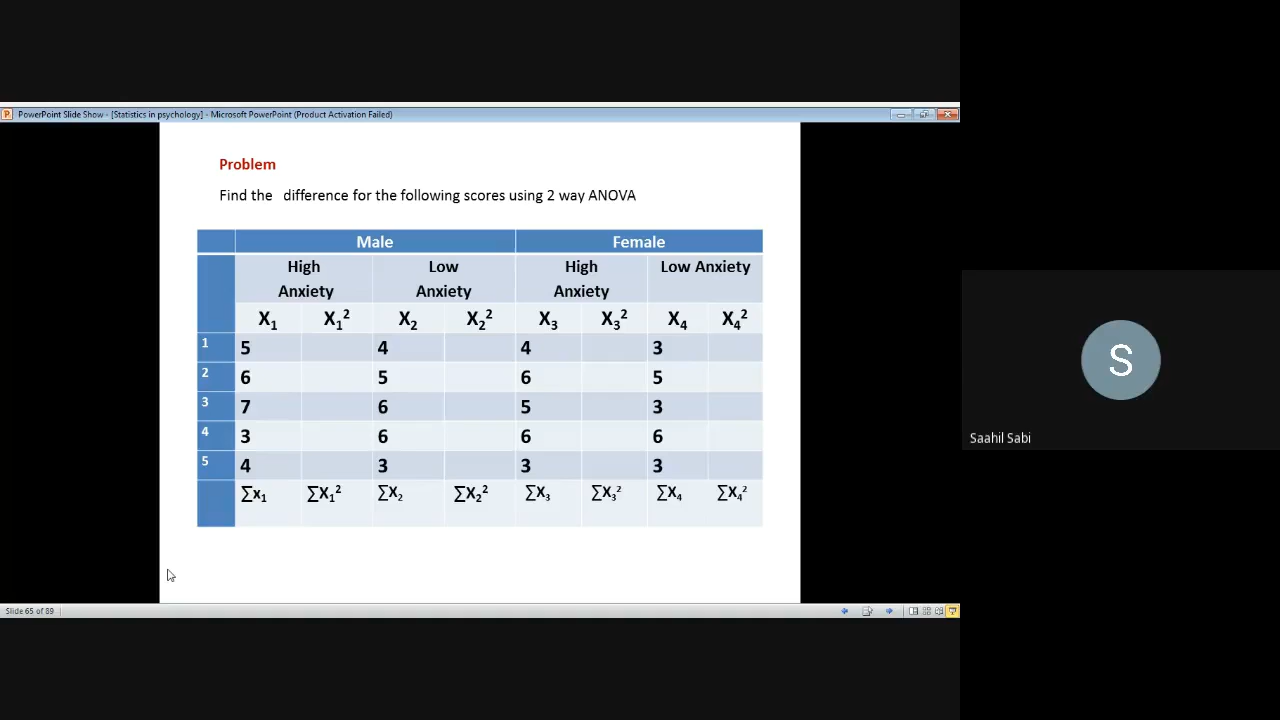 PowerPoint Slide Show - [Statistics in psychology] - Microsoft PowerPoint (Product Activation Failed)
Problem
Find the difference for the following scores using 2 way ANOVA
Male Female
High Anxiety Low Anxiety High Anxiety Low Anxiety
X₁ X₁² X₂ X₂² X₃ X₃² X₄ X₄²
1 5 4 4 3
2 6 5 6 5
3 7 6 5 3
4 3 6 6 6
5 4 3 3 3
∑x₁ ∑X₁² ∑X₂ ∑X₂² ∑X₃ ∑X₃² ∑X₄ ∑X₄²
S
Saahil Sabi
Slide 65 of 89